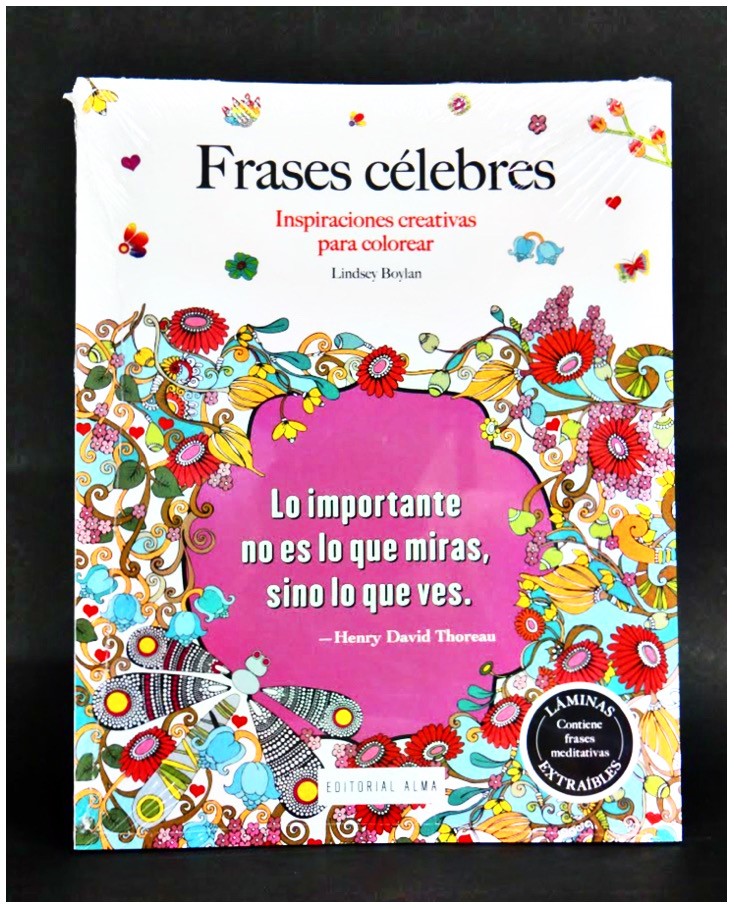 Frases célebres
Inspiraciones creativas
para colorear
Lindsey Boylan
Lo importante
no es lo que miras,
sino lo que ves.
—Henry David Thoreau
LÁMINAS
Contiene
frases
meditativas
EXTRAÍBLES
EDITORIAL ALMA